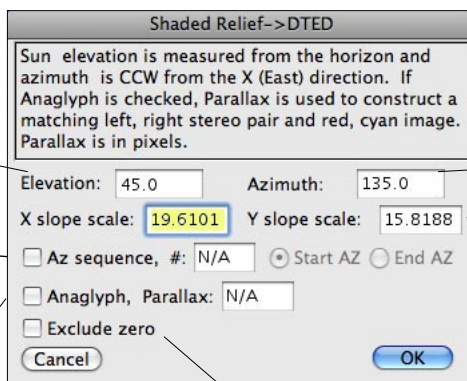 Shaded Relief->DTED
Sun elevation is measured from the horizon and
azimuth is CCW from the X (East) direction. If
Anaglyph is checked, Parallax is used to construct a
matching left, right stereo pair and red, cyan image.
Parallax is in pixels.
Elevation: 45.0 Azimuth: 135.0
X slope scale: 19.6101 Y slope scale: 15.8188
Az sequence, #: N/A Start AZ End AZ
Anaglyph, Parallax: N/A
Exclude zero
Cancel OK